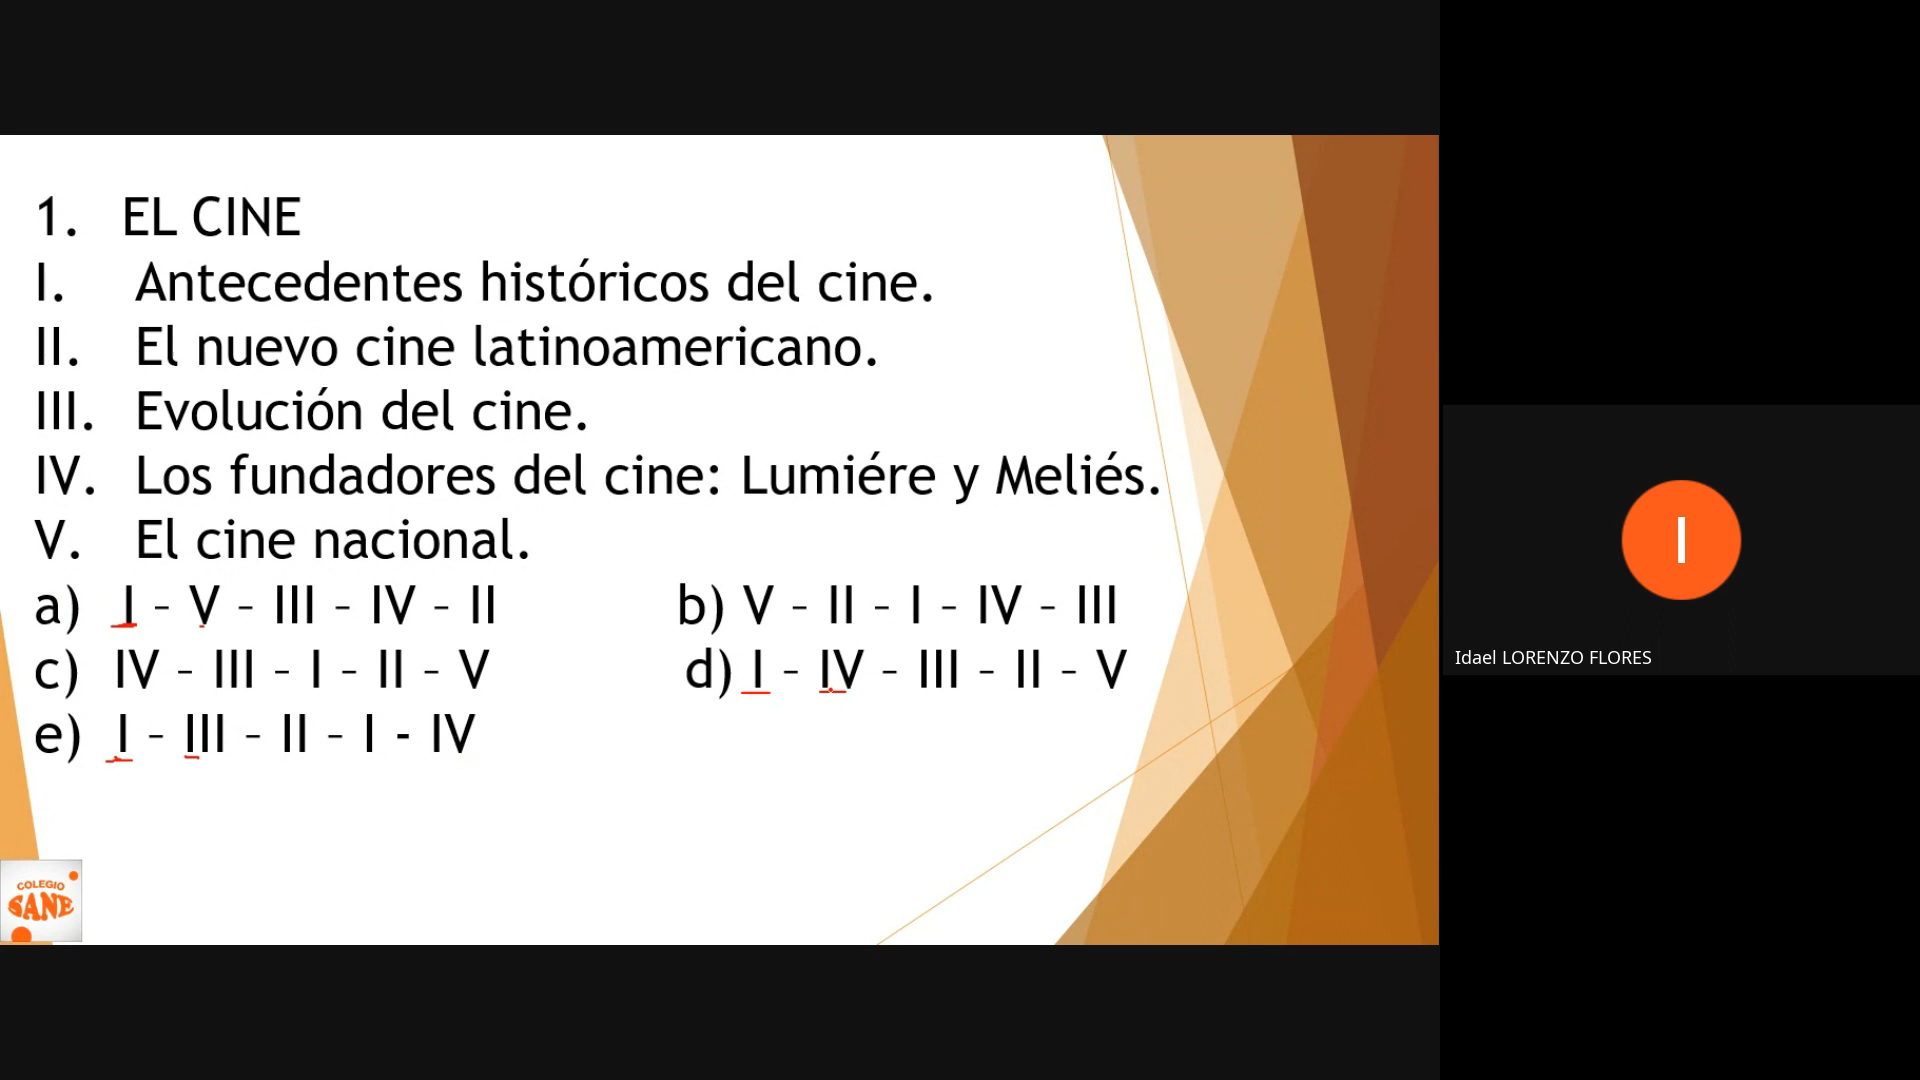 1. EL CINE
I. Antecedentes históricos del cine.
II. El nuevo cine latinoamericano.
III. Evolución del cine.
IV. Los fundadores del cine: Lumiére y Meliés.
V. El cine nacional.
a) I – V – III – IV – II b) V – II – I – IV – III
c) IV – III – I – II – V d) I – IV – III – II – V
e) I – III – II – I - IV
COLEGIO
SANE
I
Idael LORENZO FLORES